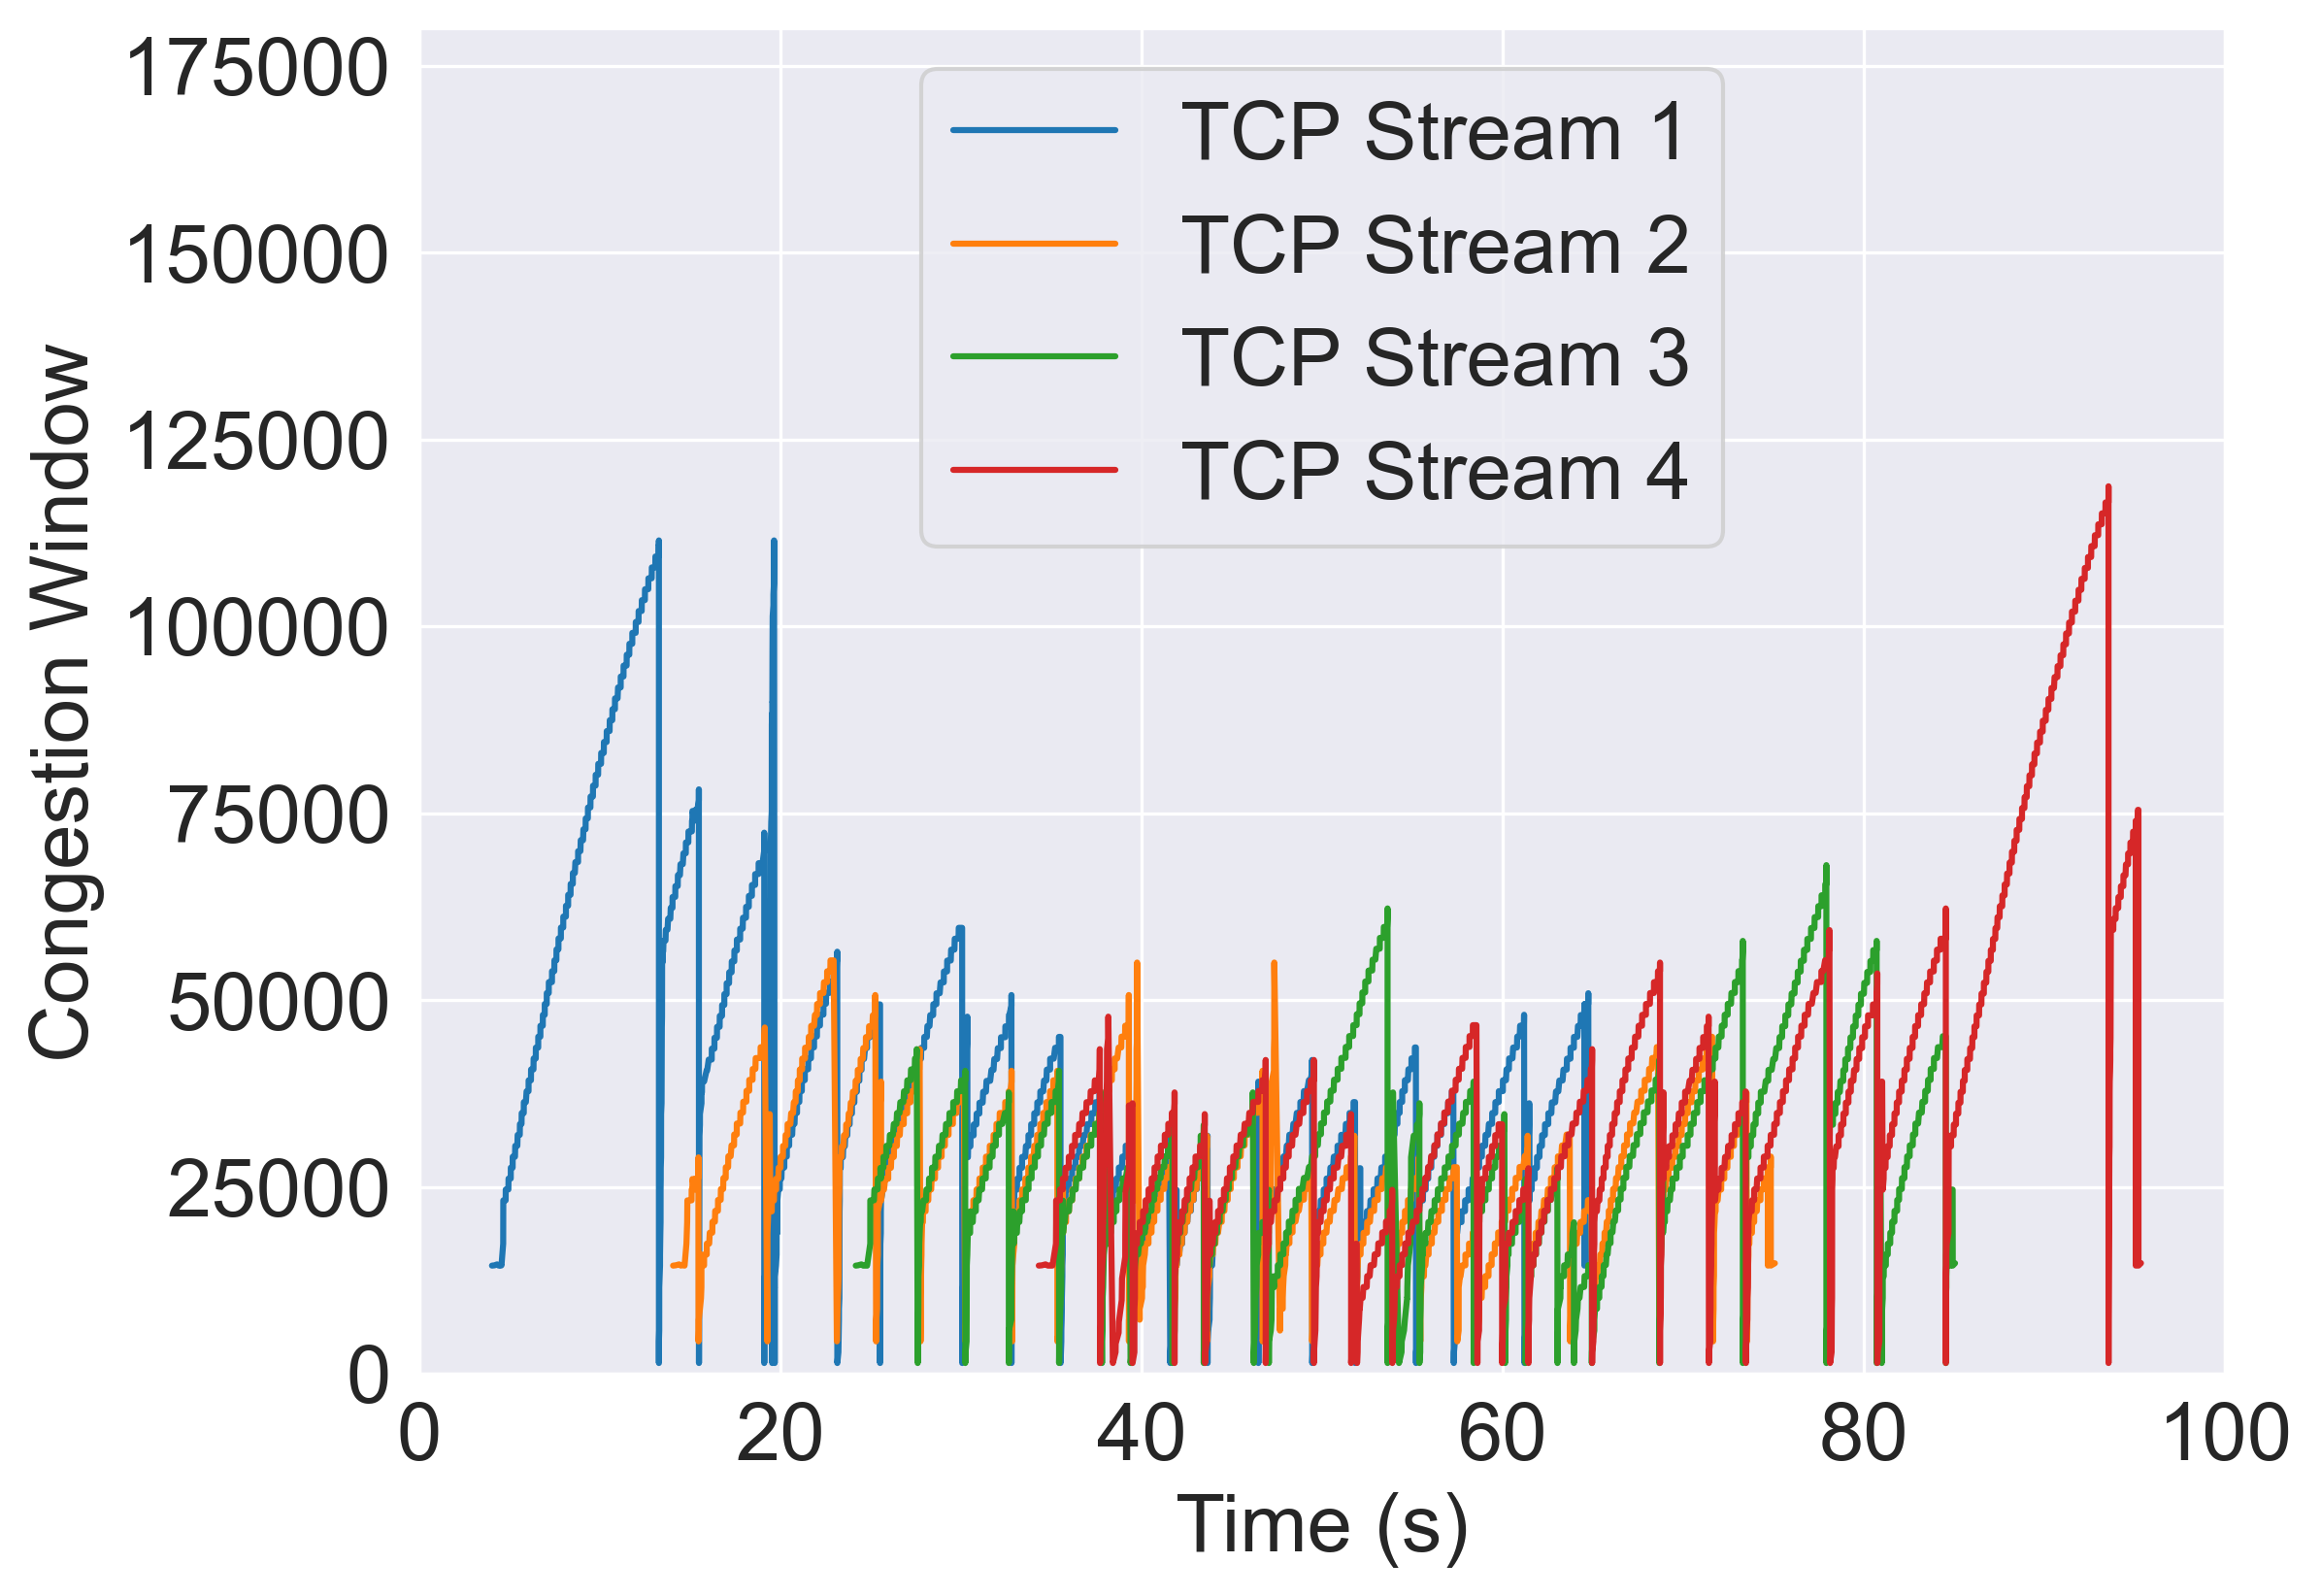 175000
150000
125000
100000
75000
50000
25000
0
Congestion Window
TCP Stream 1
TCP Stream 2
TCP Stream 3
TCP Stream 4
0 20 40 60 80 100
Time (s)